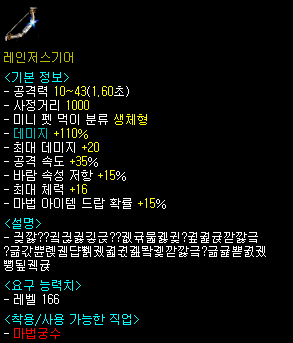 레인저스기어
<기본 정보>
- 공격력 10~43(1,60초)
- 사정거리 1000
- 미니 펫 먹이 분류 생체형
- 데미지 +110%
- 최대 데미지 +20
- 공격 속도 +35%
- 바람 속성 저항 +15%
- 최대 체력 +16
- 마법 아이템 드랍 확률 +15%
<설명>
<요구 능력치>
- 레벨 166
<착용/사용 가능한 직업>
- 마법궁수